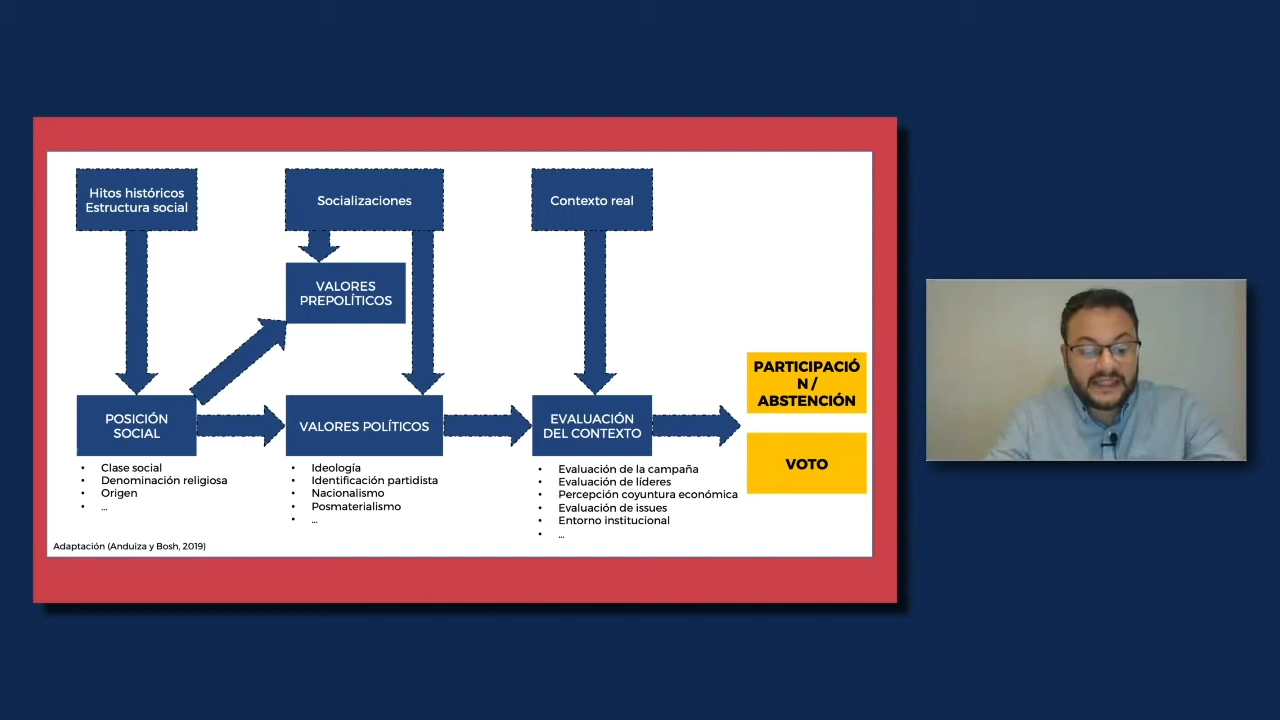 Hitos históricos
Estructura social
Socializaciones
Contexto real
VALORES
PREPOLÍTICOS
PARTICIPACIÓ
N /
ABSTENCIÓN
POSICIÓN
SOCIAL
VALORES POLÍTICOS
EVALUACIÓN
DEL CONTEXTO
VOTO
• Clase social
• Denominación religiosa
• Origen
• ...
• Ideología
• Identificación partidista
• Nacionalismo
• Posmaterialismo
• ...
• Evaluación de la campaña
• Evaluación de líderes
• Percepción coyuntura económica
• Evaluación de issues
• Entorno institucional
• ...
Adaptación (Anduiza y Bosh, 2019)